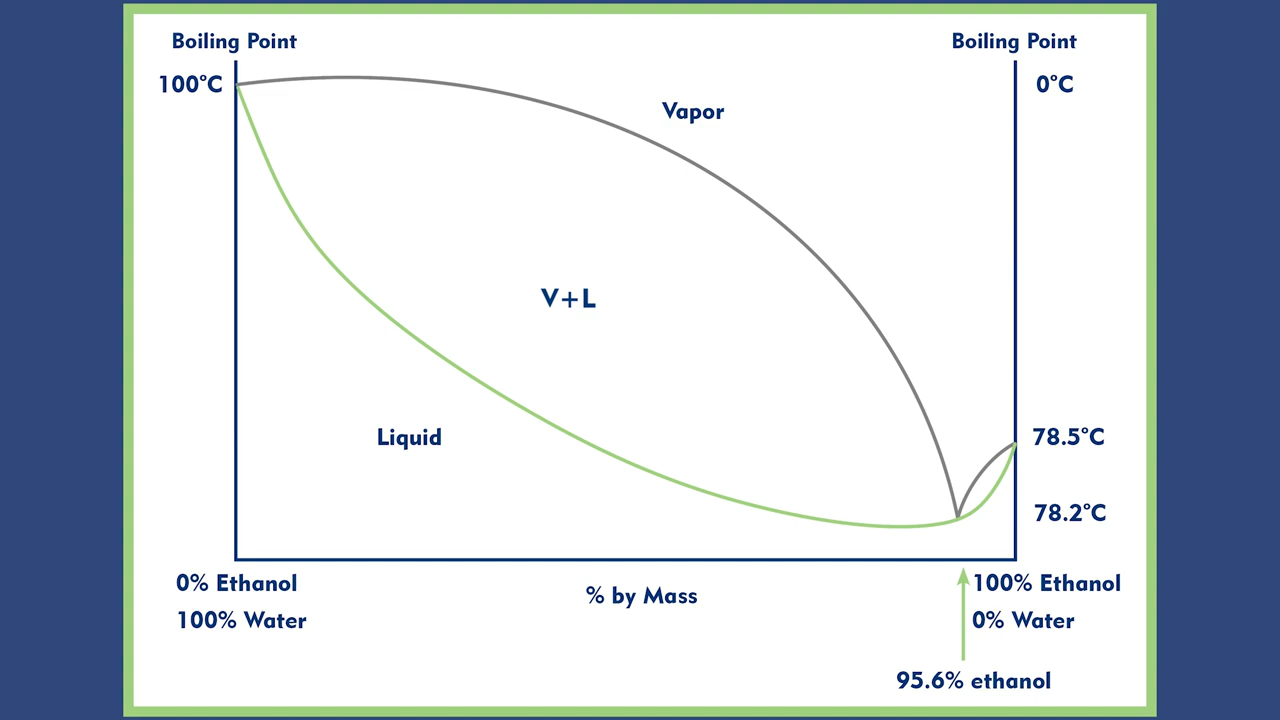 Boiling Point
Boiling Point
100°C
0°C
Vapor
V+L
Liquid
78.5°C
78.2°C
0% Ethanol
100% Water
% by Mass
100% Ethanol
0% Water
95.6% ethanol